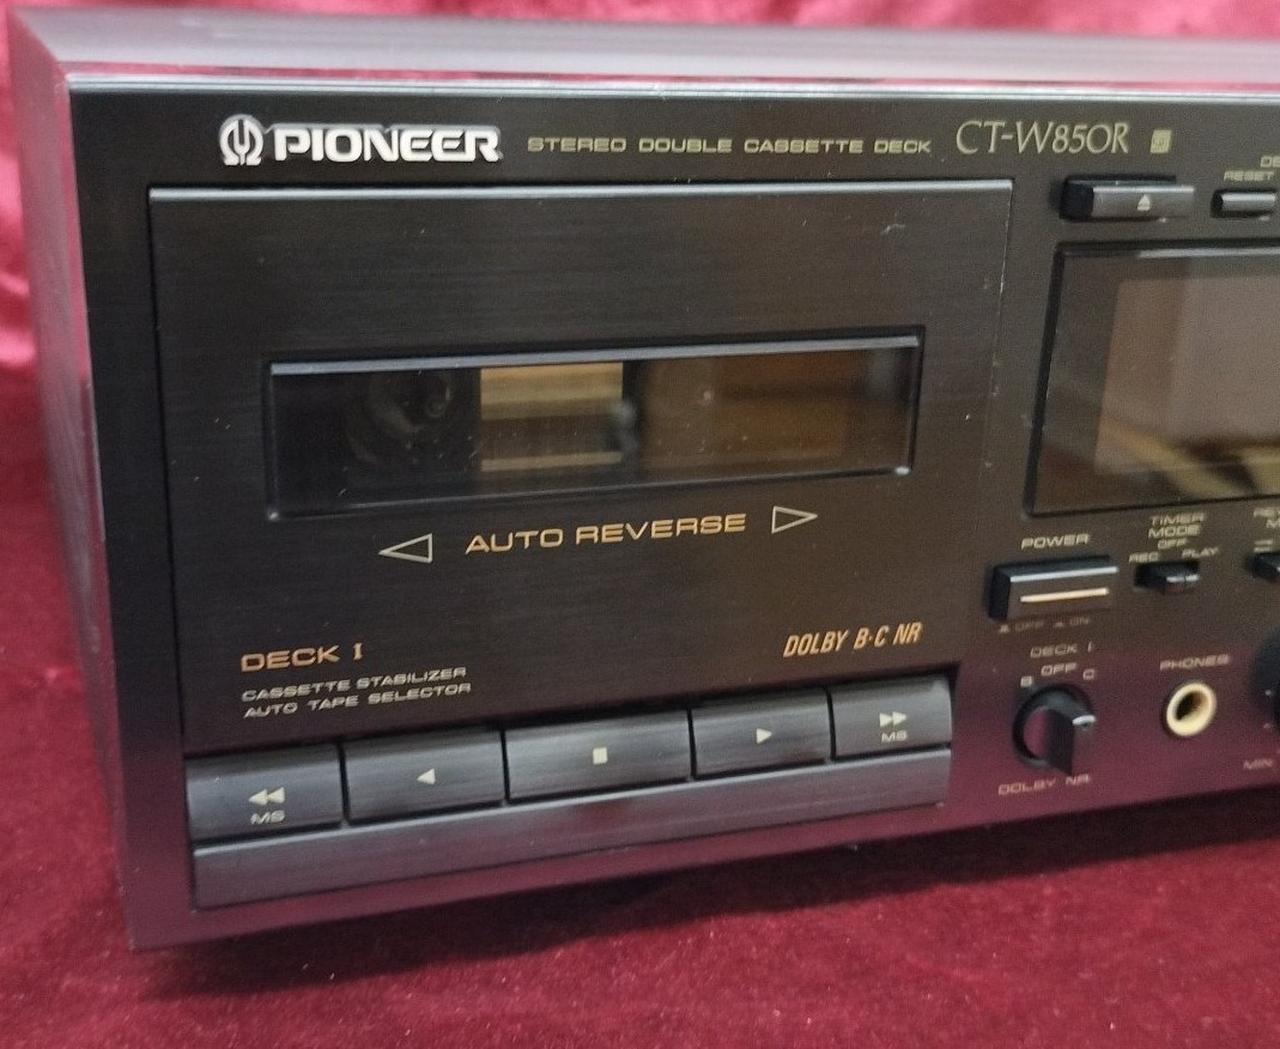 PIONEER STEREO DOUBLE CASSETTE DECK CT-W850R
RESET
AUTO REVERSE
POWER
TIMER
MODE
OFF
REC PLAY
OFF ON
DECK I
CASSETTE STABILIZER
AUTO TAPE SELECTOR
DOLBY B·C NR
DECK I
OFF
B C
DOLBY NR
PHONES
MIN
MS
MS